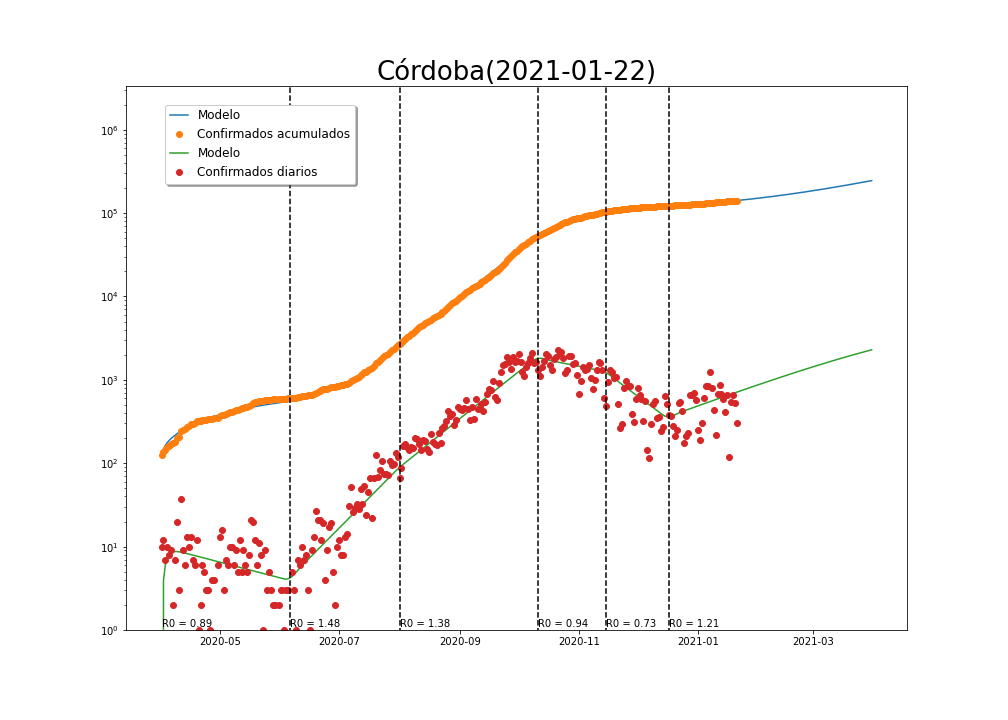 Córdoba(2021-01-22)
Modelo
Confirmados acumulados
Modelo
Confirmados diarios
10⁶
10⁵
10⁴
10³
10²
10¹
10⁰
R0 = 0.89 R0 = 1.48 R0 = 1.38 R0 = 0.94 R0 = 0.73 R0 = 1.21
2020-05 2020-07 2020-09 2020-11 2021-01 2021-03